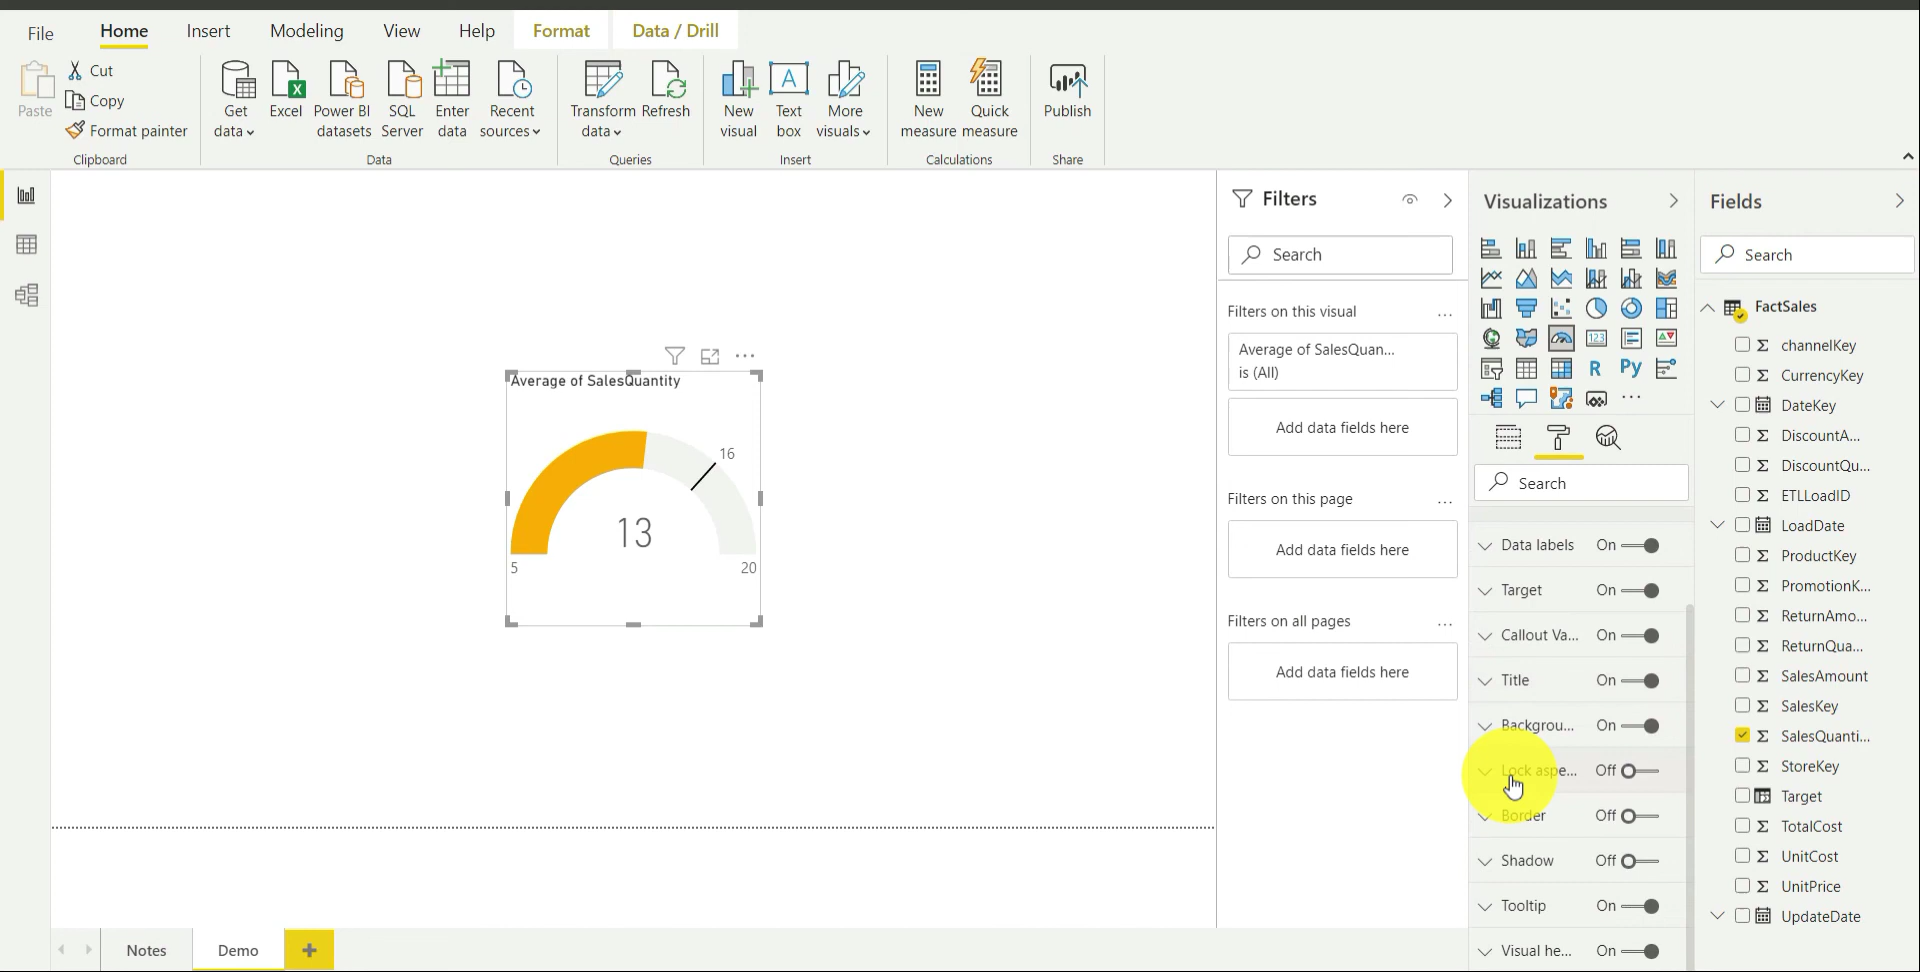 File
Home
Insert
Modeling
View
Help
Format
Data / Drill
Paste
Cut
Copy
Format painter
Clipboard
Get
data
Excel
Power BI
datasets
SQL
Server
Enter
data
Recent
sources
Data
Transform
data
Refresh
Queries
New
visual
A
Text
box
More
visuals
Insert
New
measure
Quick
measure
Calculations
Publish
Share
Average of SalesQuantity
16
13
5
20
Filters
Search
Filters on this visual
...
Average of SalesQuan...
is (All)
Add data fields here
Filters on this page
...
Add data fields here
Filters on all pages
...
Add data fields here
Visualizations
123
R
Py
...
Search
Data labels On
Target On
Callout Va... On
Title On
Backgrou... On
Lock aspe... Off
Border Off
Shadow Off
Tooltip On
Visual he... On
Fields
Search
FactSales
Σ channelKey
Σ CurrencyKey
DateKey
Σ DiscountA...
Σ DiscountQu...
Σ ETLLoadID
LoadDate
Σ ProductKey
Σ PromotionK...
Σ ReturnAmo...
Σ ReturnQua...
Σ SalesAmount
Σ SalesKey
Σ SalesQuanti...
Σ StoreKey
Target
Σ TotalCost
Σ UnitCost
Σ UnitPrice
UpdateDate
Notes
Demo
+